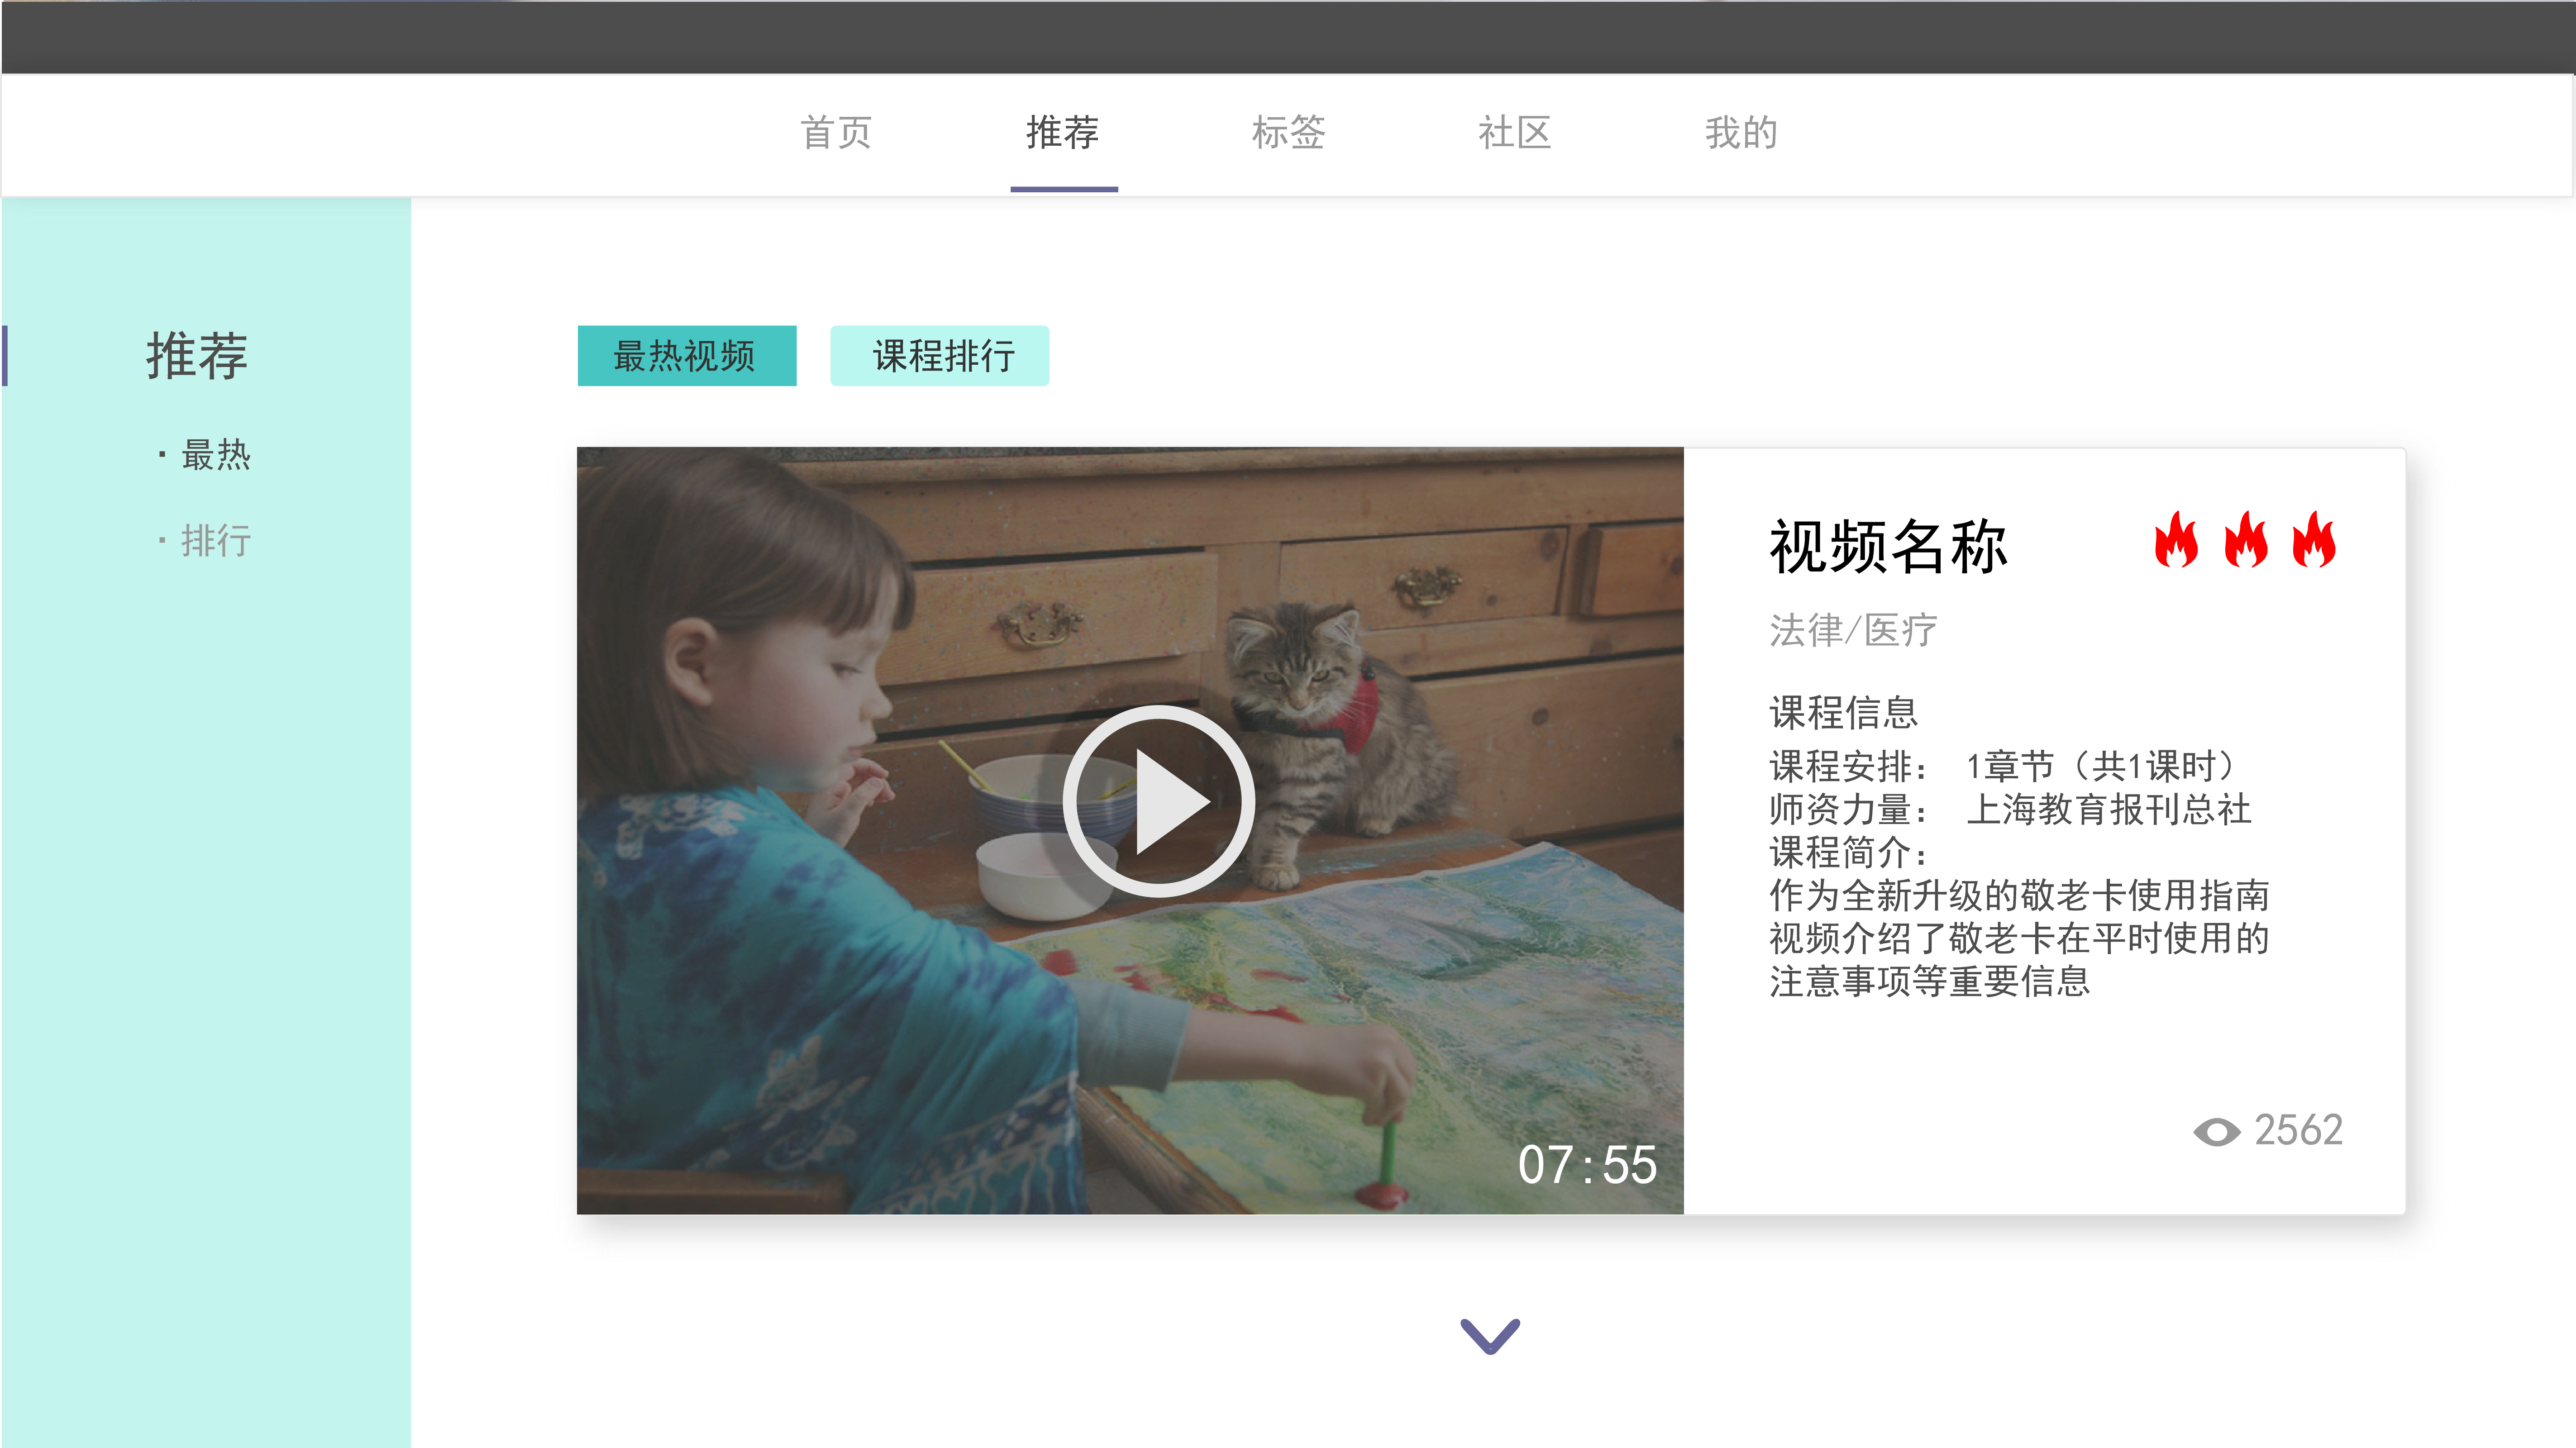 首页 推荐 标签 社区 我的
推荐
· 最热
· 排行
最热视频 课程排行
视频名称
法律/医疗
课程信息
课程安排： 1章节（共1课时）
师资力量： 上海教育报刊总社
课程简介：
作为全新升级的敬老卡使用指南
视频介绍了敬老卡在平时使用的
注意事项等重要信息
2562
07:55